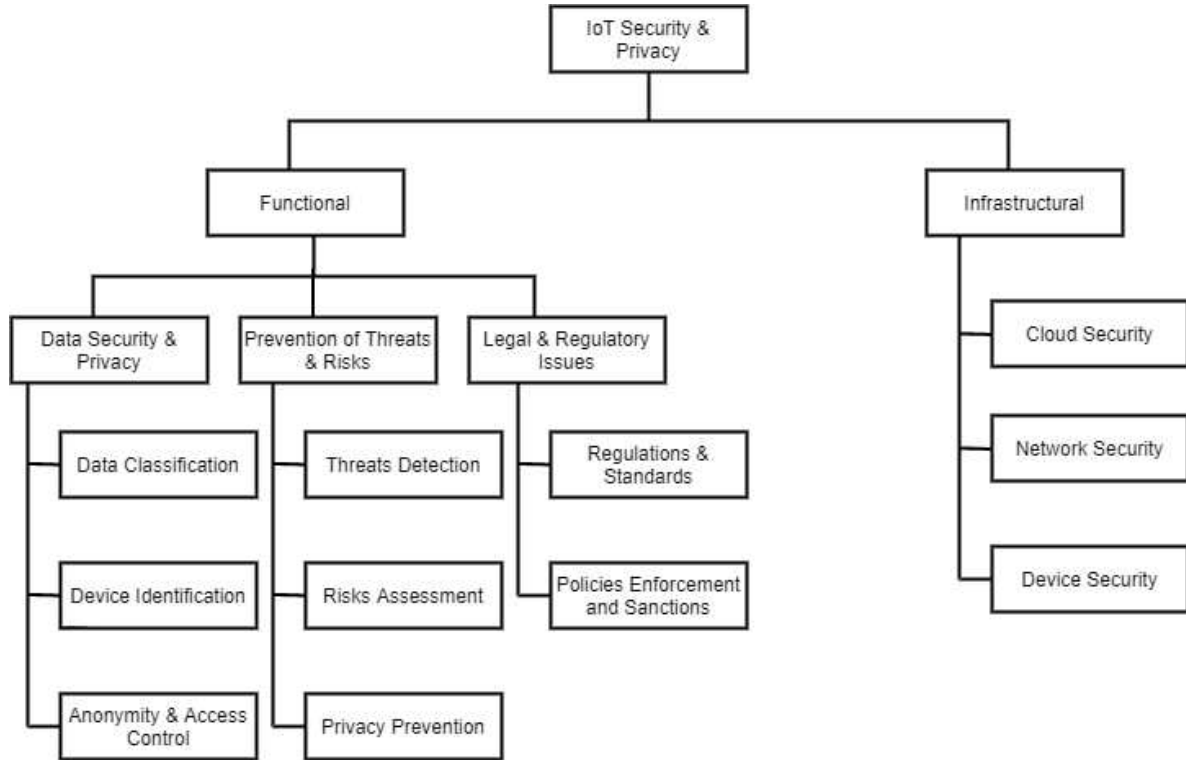 IoT Security &
Privacy
Functional
Infrastructural
Data Security &
Privacy
Prevention of Threats
& Risks
Legal & Regulatory
Issues
Cloud Security
Data Classification
Threats Detection
Regulations &
Standards
Network Security
Device Identification
Risks Assessment
Policies Enforcement
and Sanctions
Device Security
Anonymity & Access
Control
Privacy Prevention